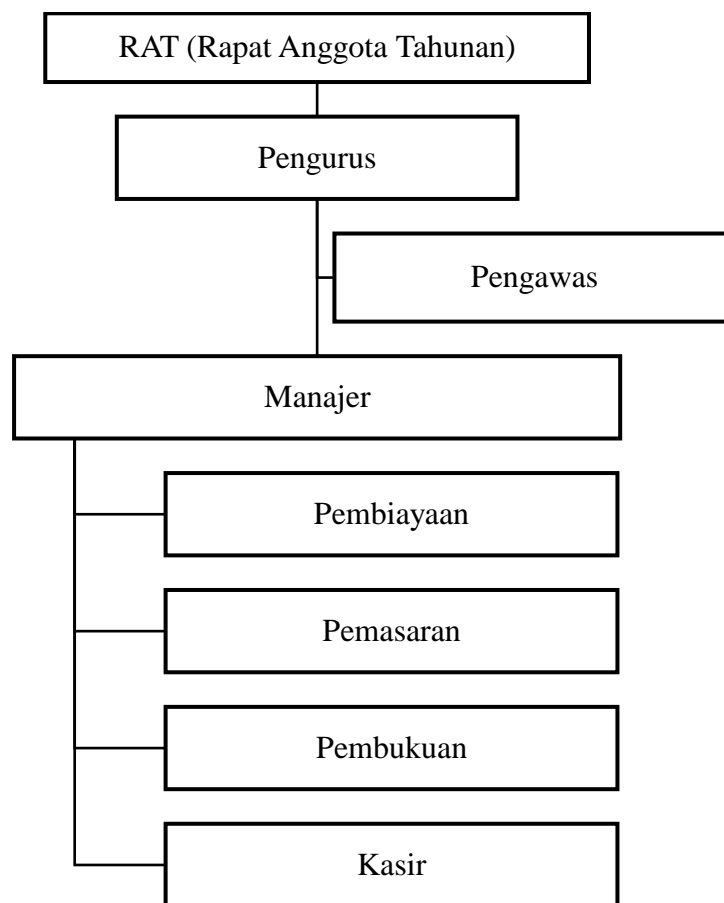 RAT (Rapat Anggota Tahunan)
Pengurus
Pengawas
Manajer
Pembiayaan
Pemasaran
Pembukuan
Kasir